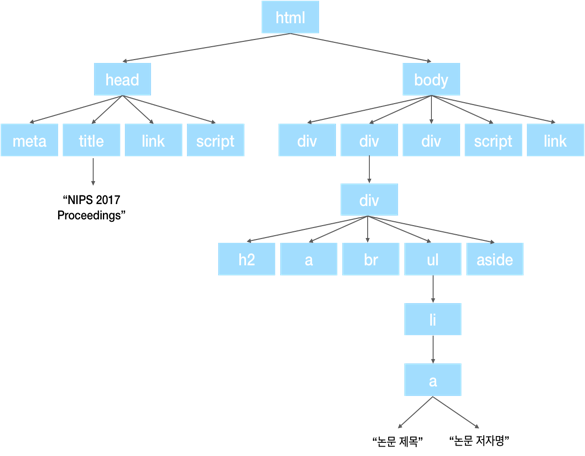 html
head
body
meta
title
link
script
div
div
div
script
link
“NIPS 2017
Proceedings”
div
h2
a
br
ul
aside
li
a
“논문 제목”
“논문 저자명”